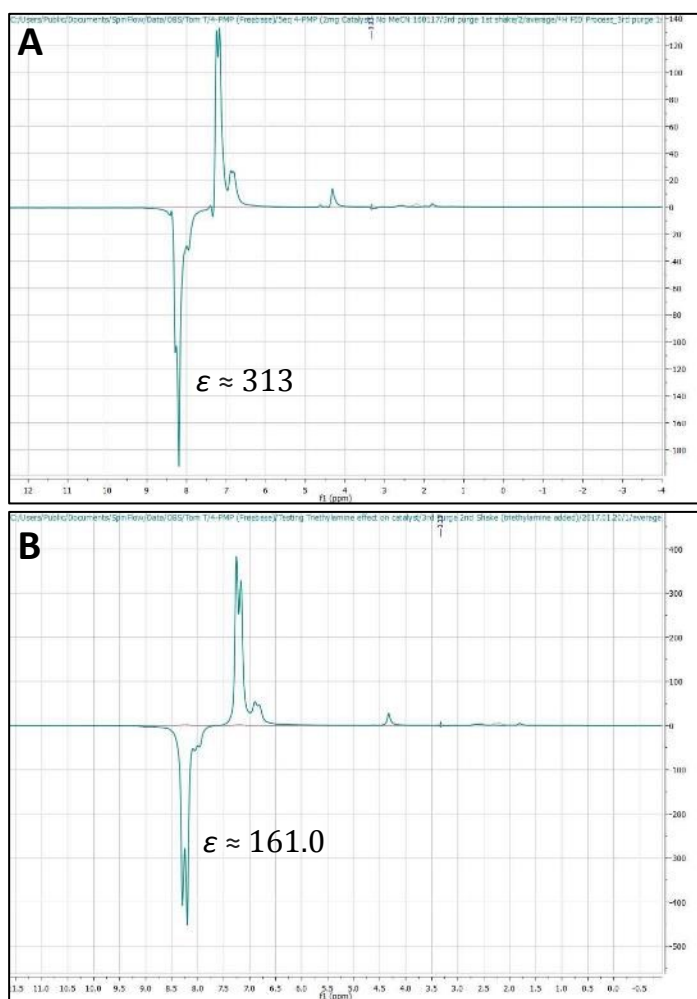 C:/Users/Public/Documents/SpinFlow/Data/OBS/Tom T/4-PMP (Freebase)/Seq 4-PMP (2mg Catalyst) No MeCN 160117/3rd purge 1st shake/2/average/1H FID Process_3rd purge 1
A
140
120
100
80
60
40
20
0
-20
-40
-60
-80
-100
-120
-140
-160
-180
ε ≈ 313
12 11 10 9 8 7 6 5 4 3 2 1 0 -1 -2 -3 -4
f1 (ppm)
C:/Users/Public/Documents/SpinFlow/Data/OBS/Tom T/4-PMP (Freebase)/Testing Triethylamine effect on catalyst/3rd Purge 2nd Shake (triethylamine added)/2017.01.20/1/average
B
400
300
200
100
0
-100
-200
-300
-400
-500
ε ≈ 161.0
11.5 11.0 10.5 10.0 9.5 9.0 8.5 8.0 7.5 7.0 6.5 6.0 5.5 5.0 4.5 4.0 3.5 3.0 2.5 2.0 1.5 1.0 0.5 0.0 -0.5
f1 (ppm)